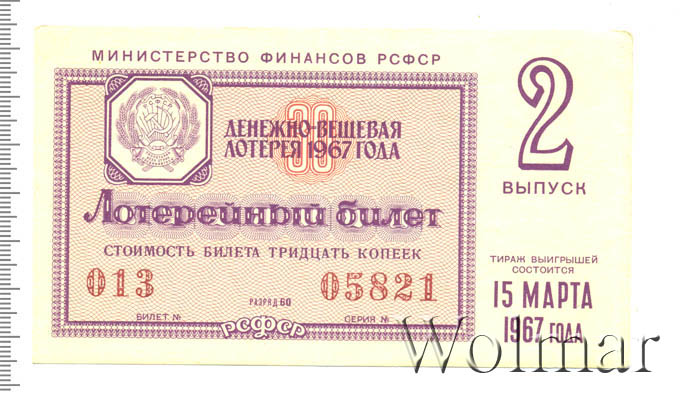 МИНИСТЕРСТВО ФИНАНСОВ РСФСР
РСФСР
30
ДЕНЕЖНО-ВЕЩЕВАЯ
ЛОТЕРЕЯ 1967 ГОДА
Лотерейный билет
СТОИМОСТЬ БИЛЕТА ТРИДЦАТЬ КОПЕЕК
013 05821
РАЗРЯД 60
БИЛЕТ № СЕРИЯ №
РСФСР
2
ВЫПУСК
ТИРАЖ ВЫИГРЫШЕЙ
СОСТОИТСЯ
15 МАРТА
1967 ГОДА
Wolmar